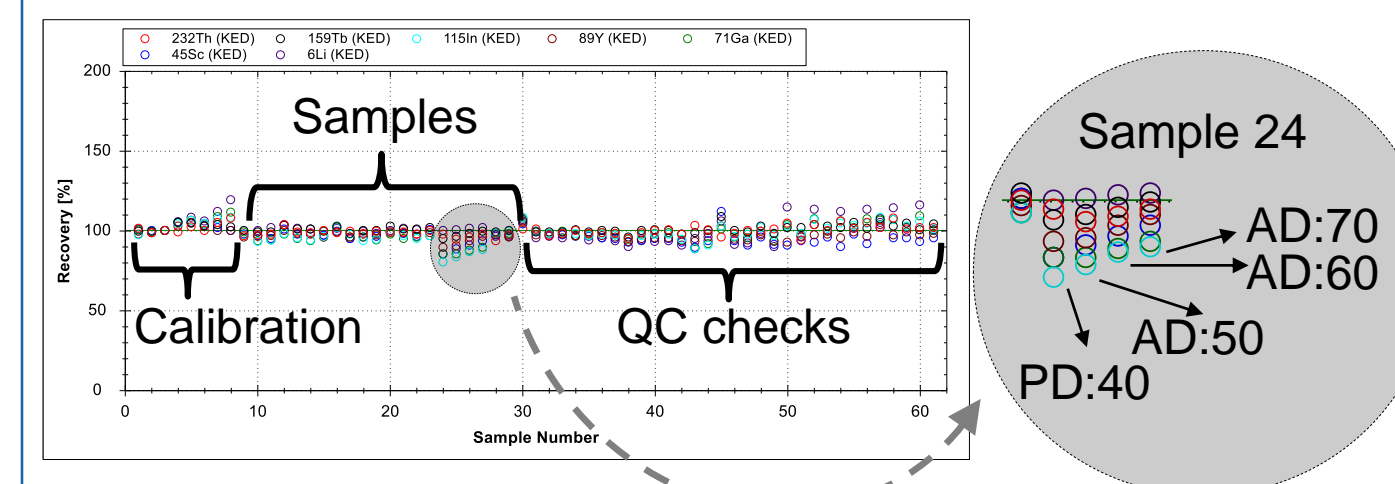 232Th (KED) 159Tb (KED) 115In (KED) 89Y (KED) 71Ga (KED)
45Sc (KED) 6Li (KED)
200
150
100
50
0
Recovery [%]
0 10 20 30 40 50 60
Sample Number
Samples
Calibration
QC checks
Sample 24
AD:70
AD:60
AD:50
PD:40